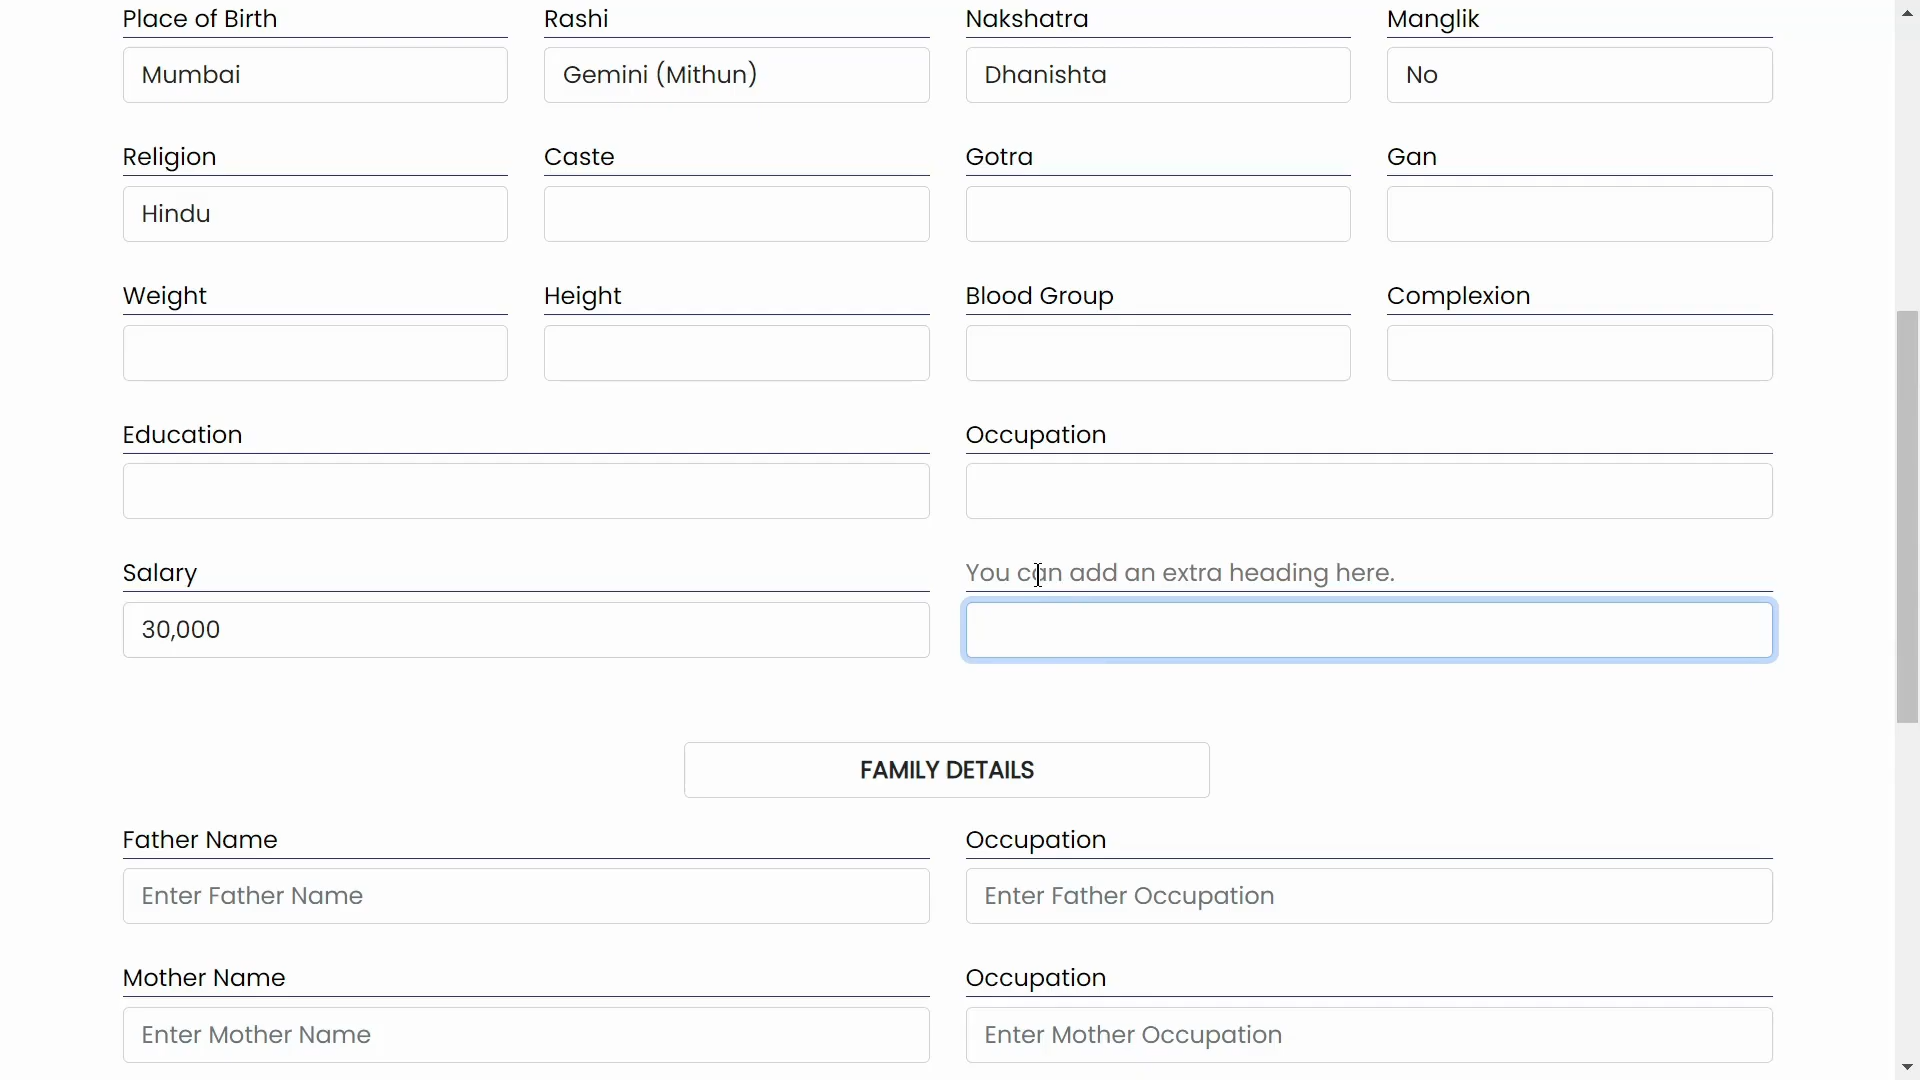 Place of Birth Rashi Nakshatra Manglik
Mumbai Gemini (Mithun) Dhanishta No
Religion Caste Gotra Gan
Hindu
Weight Height Blood Group Complexion
Education Occupation
Salary You can add an extra heading here.
30,000
FAMILY DETAILS
Father Name Occupation
Enter Father Name Enter Father Occupation
Mother Name Occupation
Enter Mother Name Enter Mother Occupation